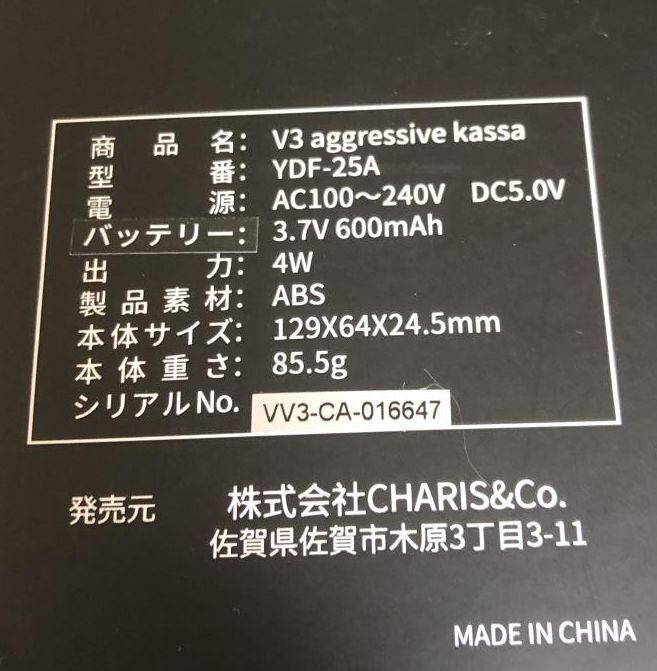 商品名: V3 aggressive kassa
型番: YDF-25A
電源: AC100～240V DC5.0V
バッテリー: 3.7V 600mAh
出力: 4W
製品素材: ABS
本体サイズ: 129X64X24.5mm
本体重さ: 85.5g
シリアルNo. VV3-CA-016647
発売元 株式会社CHARIS&Co.
佐賀県佐賀市木原3丁目3-11
MADE IN CHINA